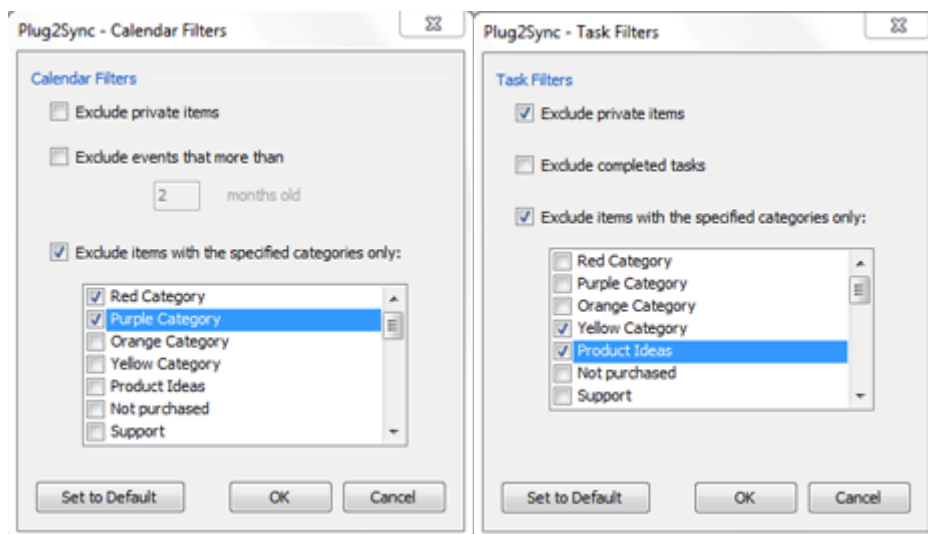 Plug2Sync - Calendar Filters
Calendar Filters
Exclude private items
Exclude events that more than
2 months old
Exclude items with the specified categories only:
Red Category
Purple Category
Orange Category
Yellow Category
Product Ideas
Not purchased
Support
Set to Default OK Cancel
Plug2Sync - Task Filters
Task Filters
Exclude private items
Exclude completed tasks
Exclude items with the specified categories only:
Red Category
Purple Category
Orange Category
Yellow Category
Product Ideas
Not purchased
Support
Set to Default OK Cancel